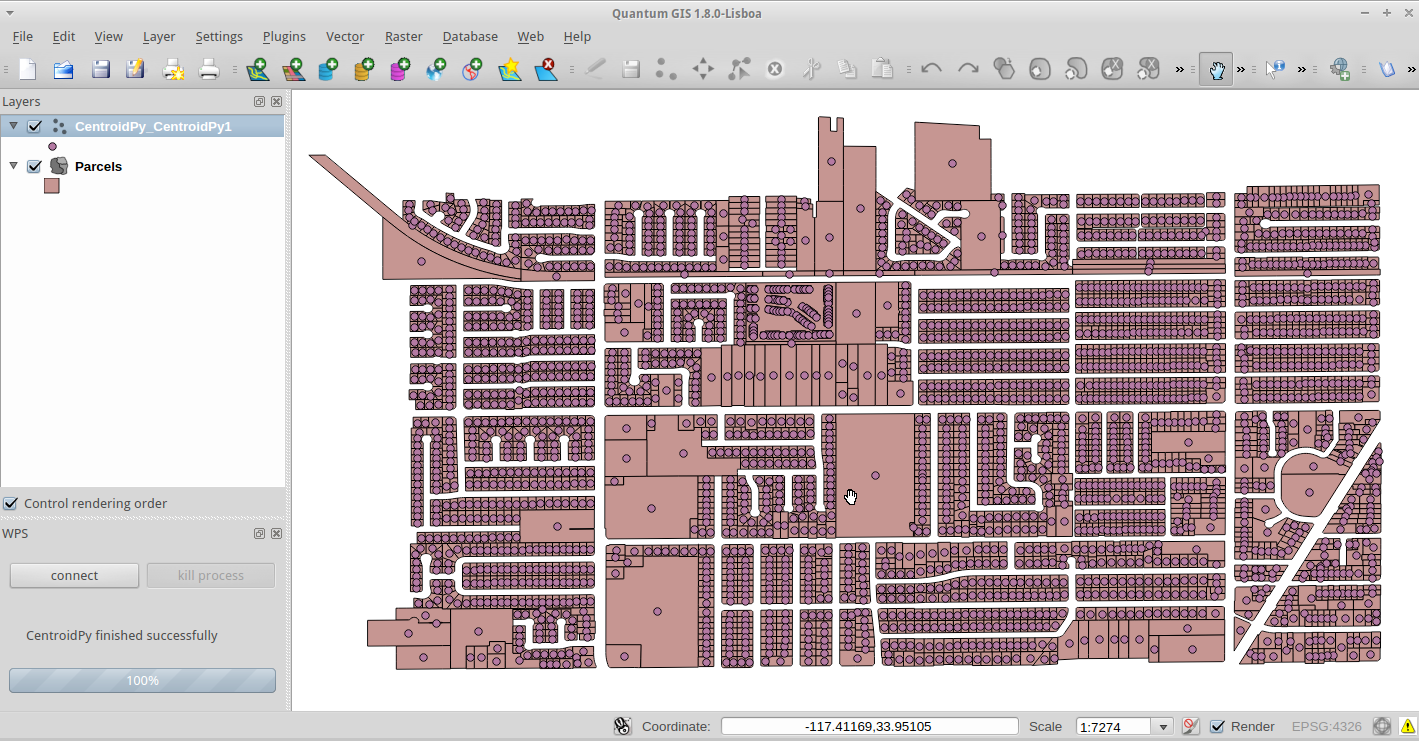 Quantum GIS 1.8.0-Lisboa
File Edit View Layer Settings Plugins Vector Raster Database Web Help
Layers
CentroidPy_CentroidPy1
Parcels
Control rendering order
WPS
connect kill process
CentroidPy finished successfully
100%
Coordinate: -117.41169,33.95105 Scale 1:7274 Render EPSG:4326